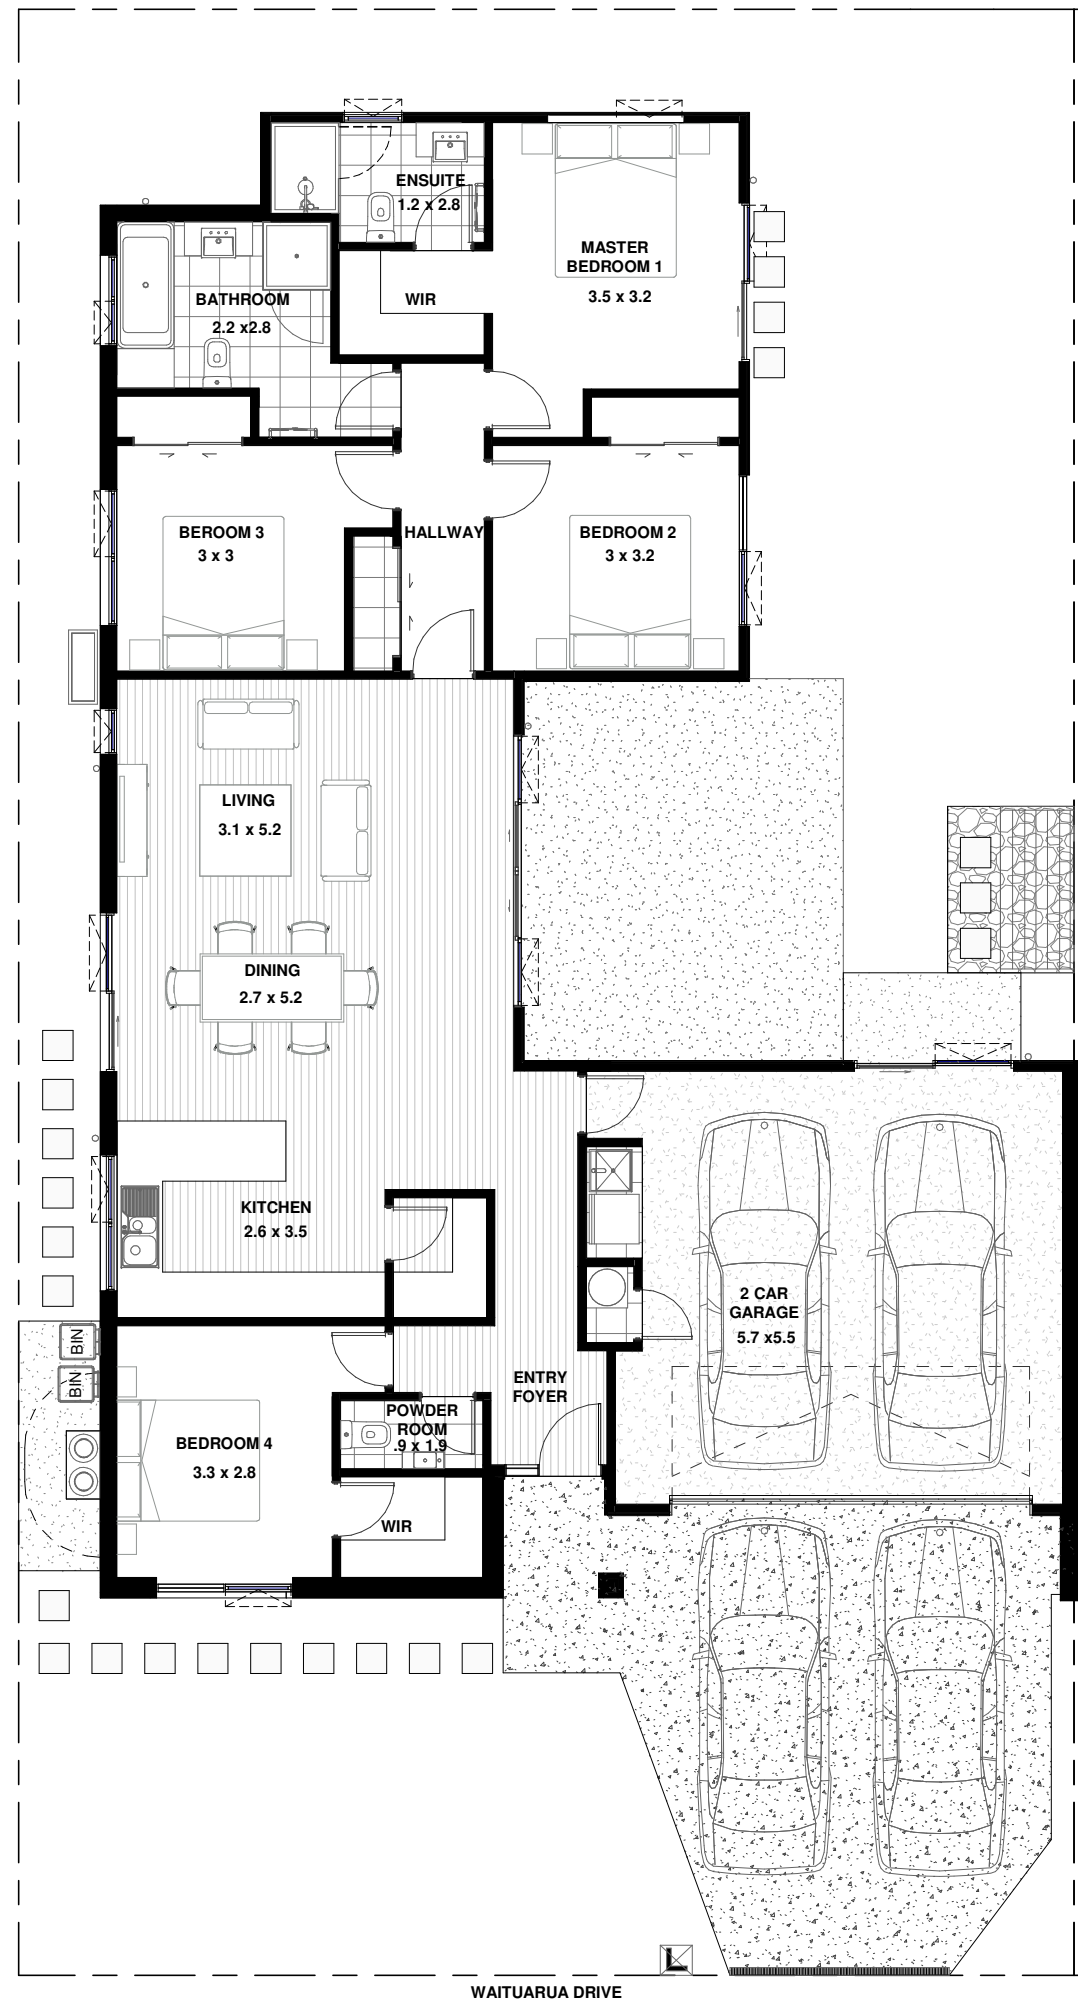 ENSUITE
1.2 x 2.8
MASTER
BEDROOM 1
3.5 x 3.2
BATHROOM
2.2 x2.8
WIR
BEROOM 3
3 x 3
HALLWAY
BEDROOM 2
3 x 3.2
LIVING
3.1 x 5.2
DINING
2.7 x 5.2
KITCHEN
2.6 x 3.5
2 CAR
GARAGE
5.7 x5.5
BIN
BIN
ENTRY
FOYER
POWDER
ROOM
.9 x 1.9
BEDROOM 4
3.3 x 2.8
WIR
L
WAITUARUA DRIVE